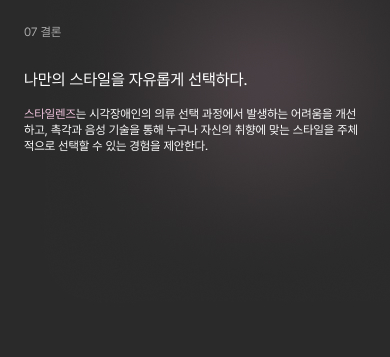 07 결론
나만의 스타일을 자유롭게 선택하다.
스타일렌즈는 시각장애인의 의류 선택 과정에서 발생하는 어려움을 개선
하고, 촉각과 음성 기술을 통해 누구나 자신의 취향에 맞는 스타일을 주체
적으로 선택할 수 있는 경험을 제안한다.